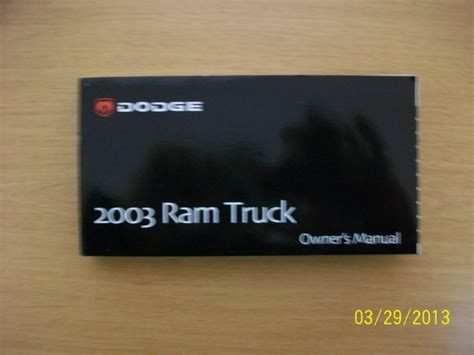 DODGE
2003 Ram Truck
Owner's Manual
03/29/2013